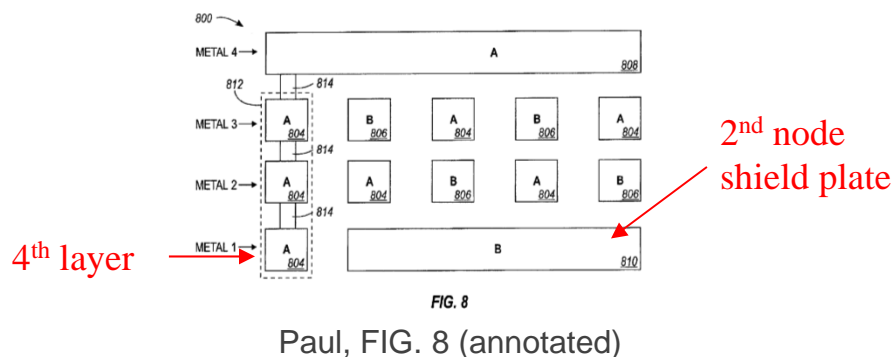 800
METAL 4 A 808
812 814
METAL 3 A 804 B 806 A 804 B 806 A 804
814
METAL 2 A 804 A 804 B 806 A 804 B 806
814
METAL 1 A 804 B 810
2nd node
shield plate
4th layer
FIG. 8
Paul, FIG. 8 (annotated)